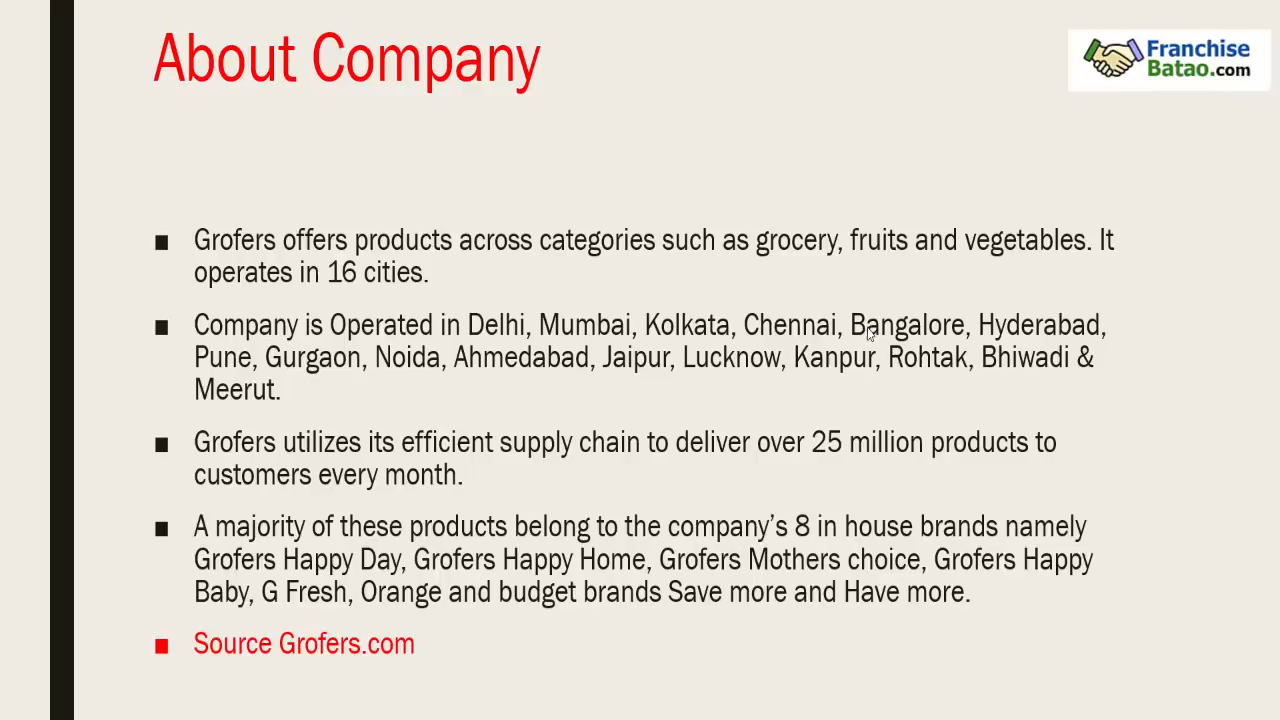 About Company
Franchise
Batao.com
■ Grofers offers products across categories such as grocery, fruits and vegetables. It
operates in 16 cities.
■ Company is Operated in Delhi, Mumbai, Kolkata, Chennai, Bangalore, Hyderabad,
Pune, Gurgaon, Noida, Ahmedabad, Jaipur, Lucknow, Kanpur, Rohtak, Bhiwadi &
Meerut.
■ Grofers utilizes its efficient supply chain to deliver over 25 million products to
customers every month.
■ A majority of these products belong to the company’s 8 in house brands namely
Grofers Happy Day, Grofers Happy Home, Grofers Mothers choice, Grofers Happy
Baby, G Fresh, Orange and budget brands Save more and Have more.
■ Source Grofers.com